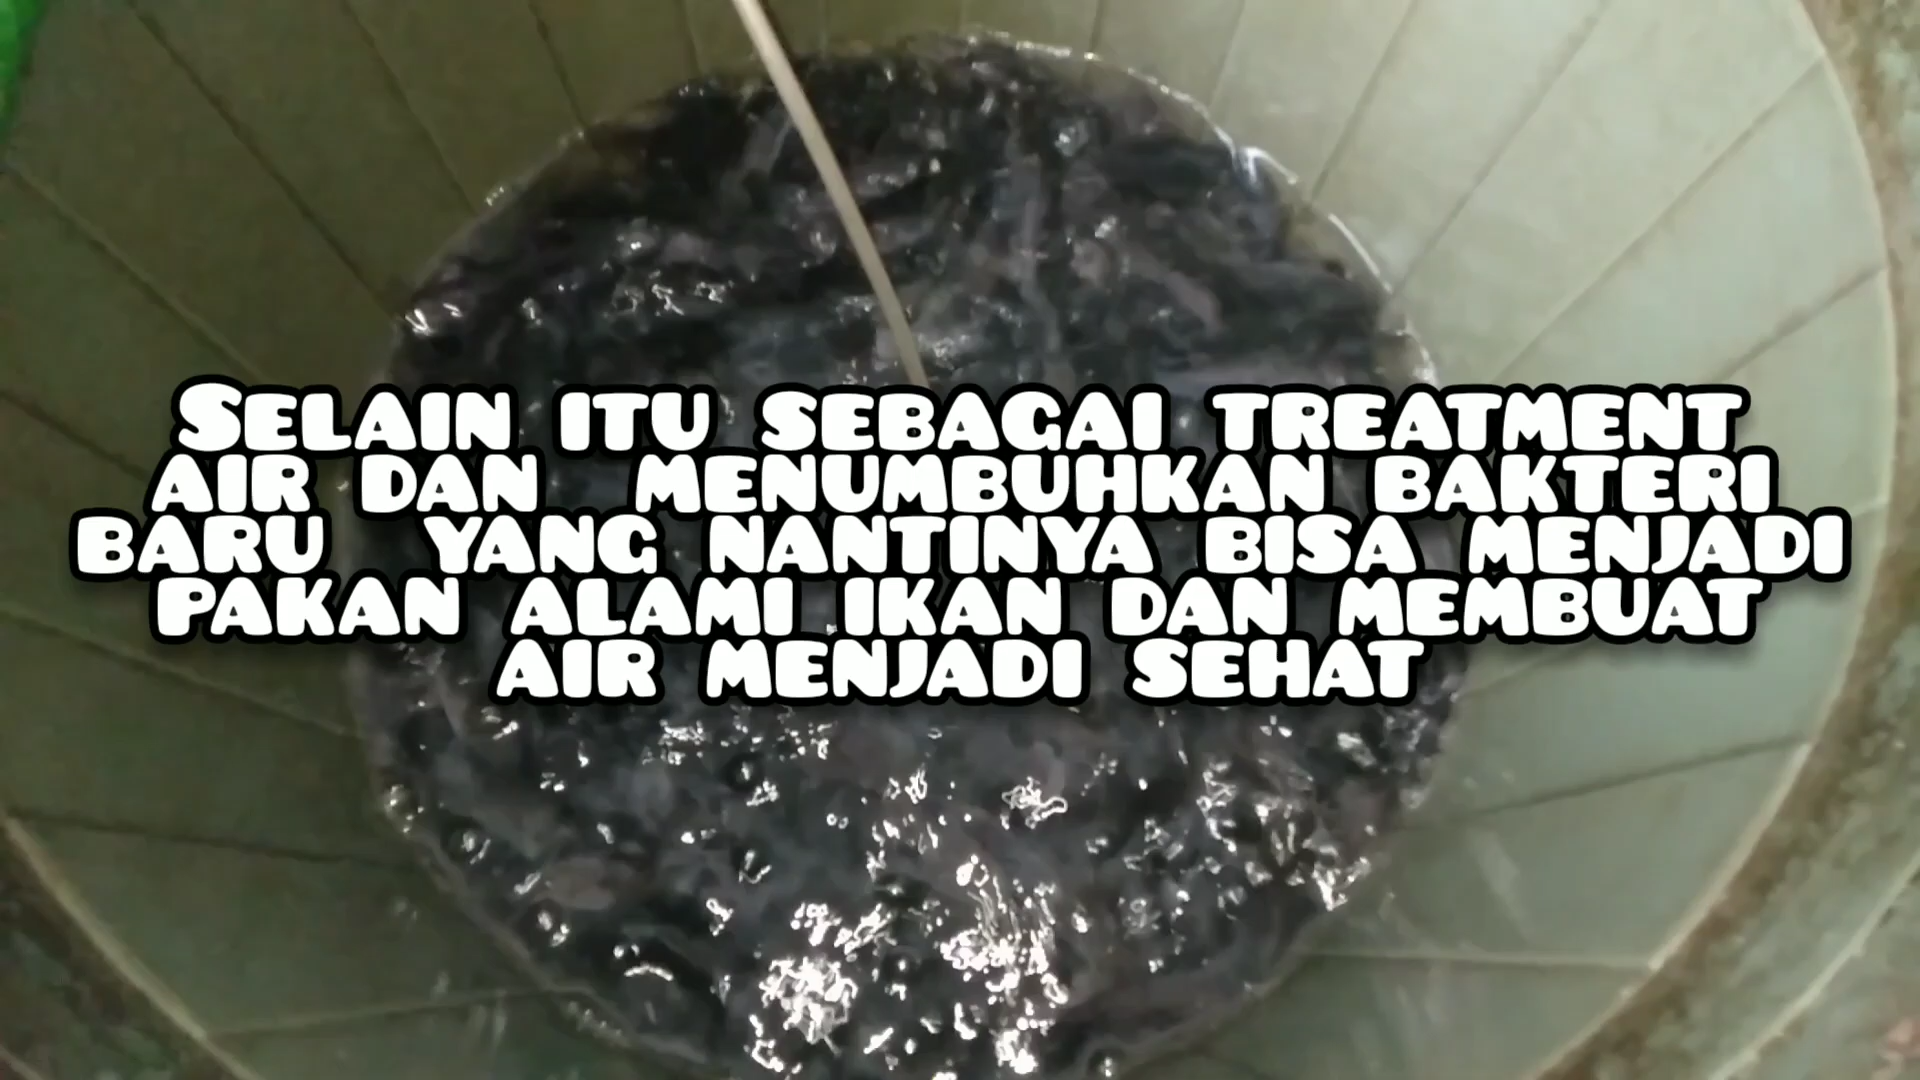 Selain itu sebagai treatment
air dan menumbuhkan bakteri
baru yang nantinya bisa menjadi
pakan alami ikan dan membuat
air menjadi sehat